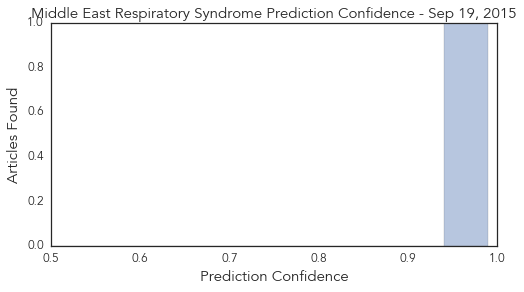 Middle East Respiratory Syndrome Prediction Confidence - Sep 19, 2015
1.0
0.8
0.6
0.4
0.2
0.0
Articles Found
0.5 0.6 0.7 0.8 0.9 1.0
Prediction Confidence